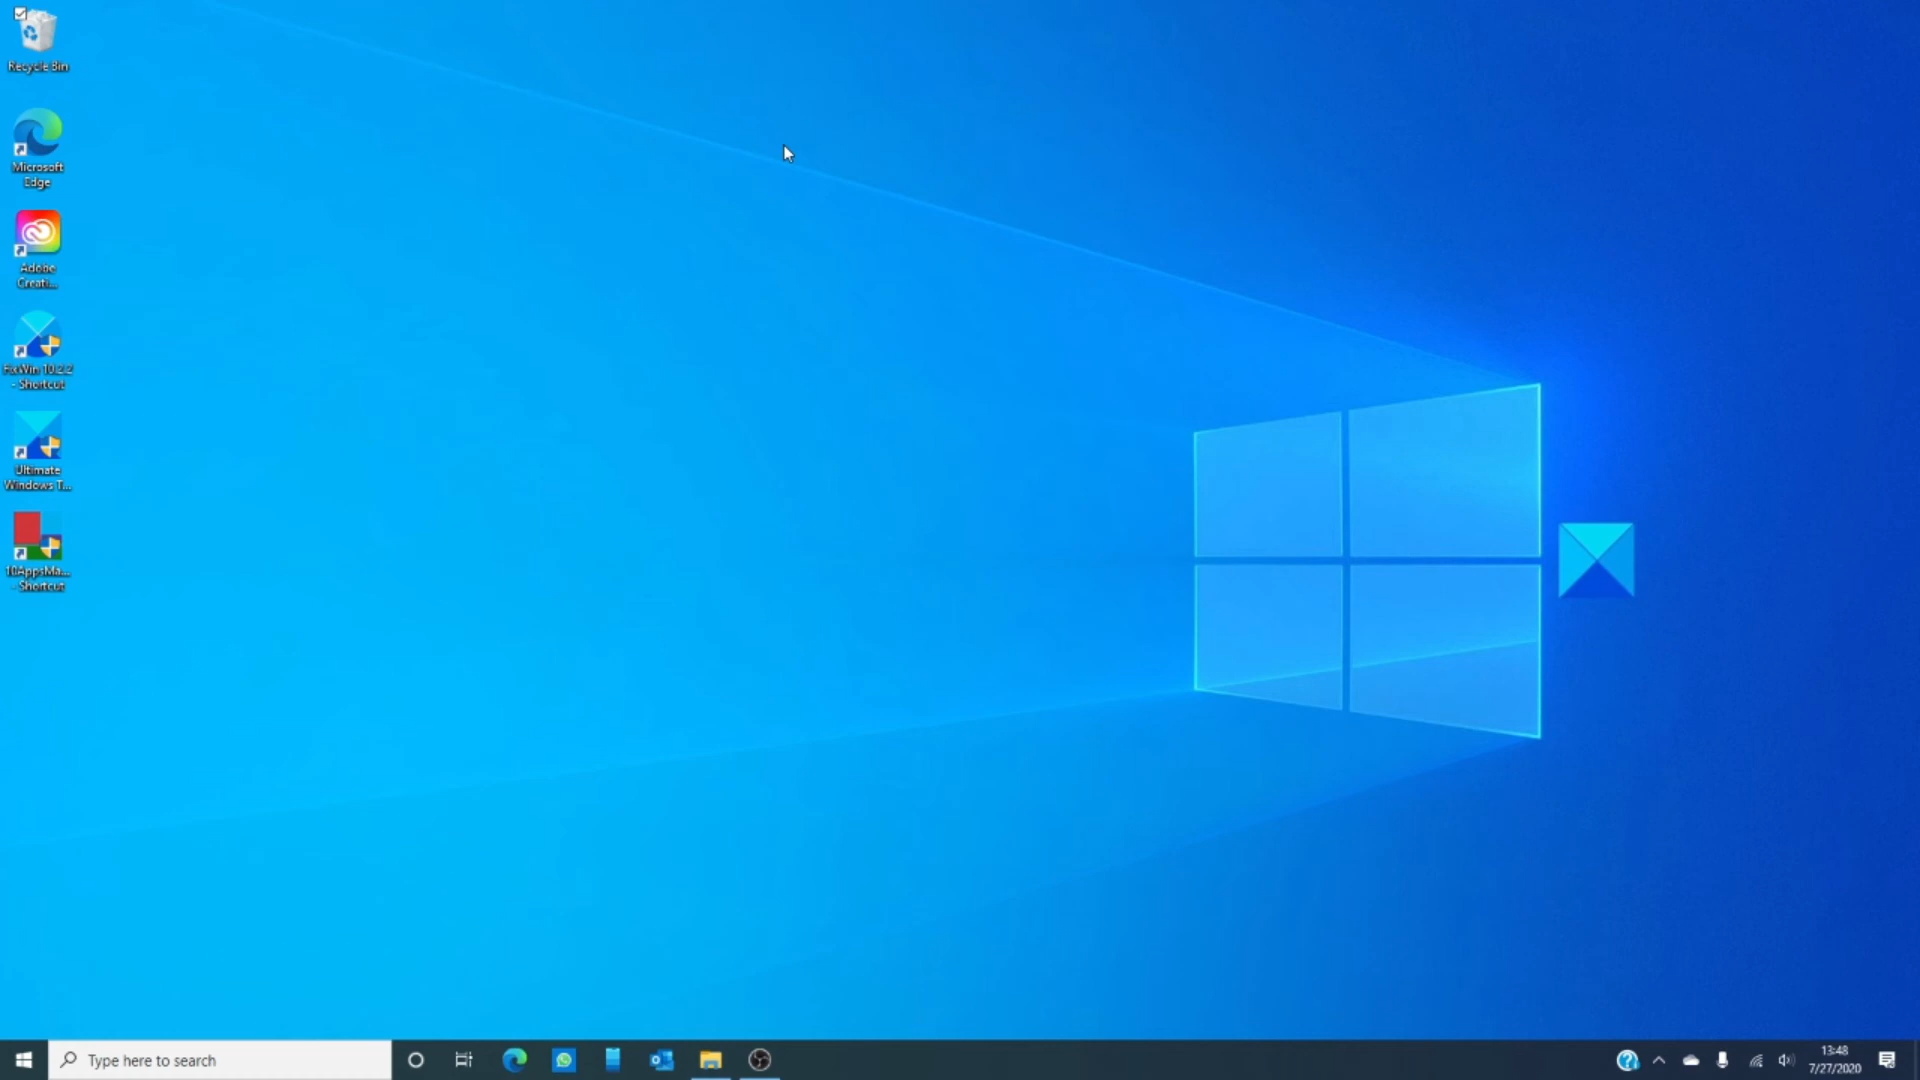 Recycle Bin
Microsoft
Edge
Adobe
Creati...
FixWin 10.2.2
- Shortcut
Ultimate
Windows T...
10AppsMa...
- Shortcut
Type here to search
13:48
7/27/2020